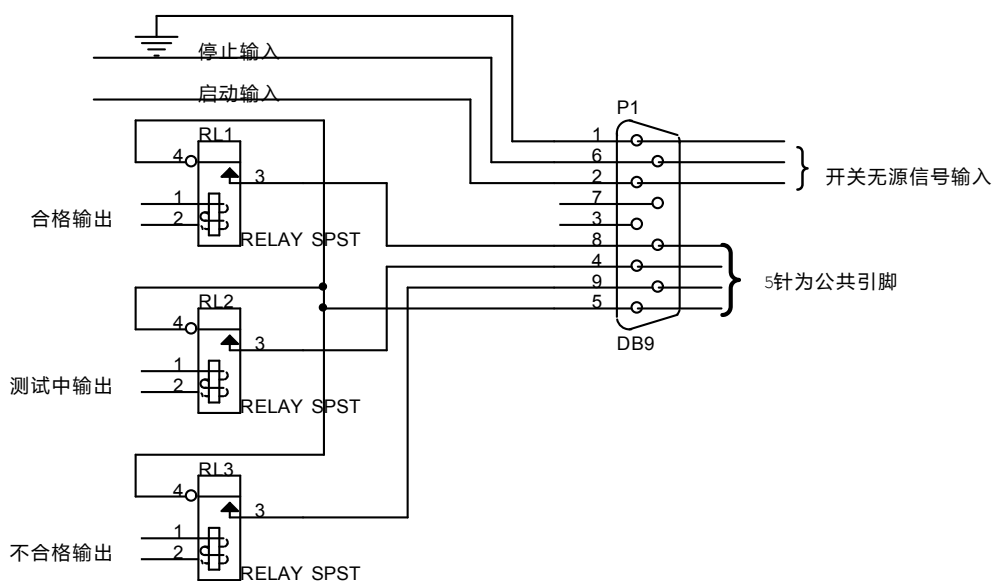 停止输入
启动输入
P1
RL1
1
6
2
7
3
8
4
9
5
开关无源信号输入
4
3
1
2
合格输出
RELAY SPST
5针为公共引脚
DB9
RL2
4
3
1
2
测试中输出
RELAY SPST
RL3
4
3
1
2
不合格输出
RELAY SPST